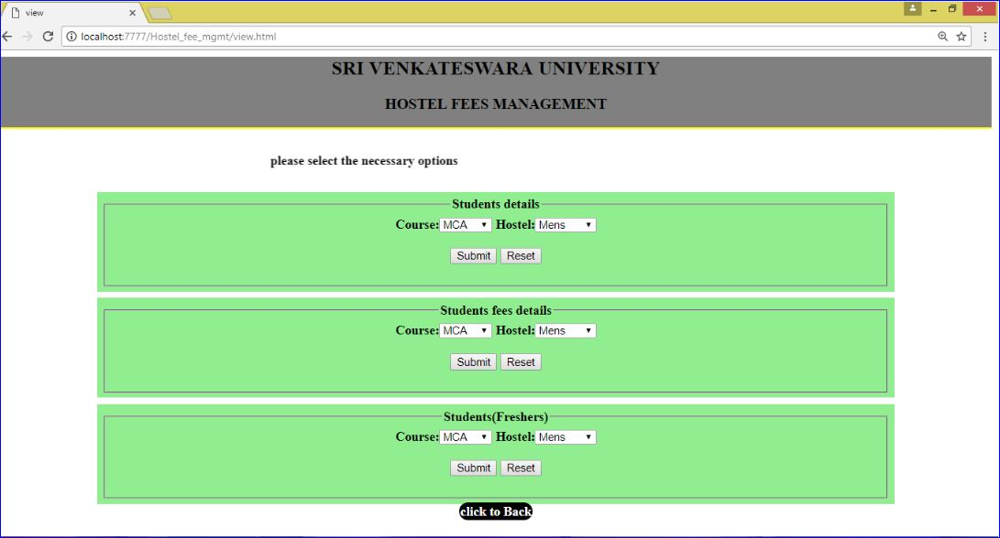 view
localhost:7777/Hostel_fee_mgmt/view.html
SRI VENKATESWARA UNIVERSITY
HOSTEL FEES MANAGEMENT
please select the necessary options
Students details
Course: MCA Hostel: Mens
Submit Reset
Students fees details
Course: MCA Hostel: Mens
Submit Reset
Students(Freshers)
Course: MCA Hostel: Mens
Submit Reset
click to Back